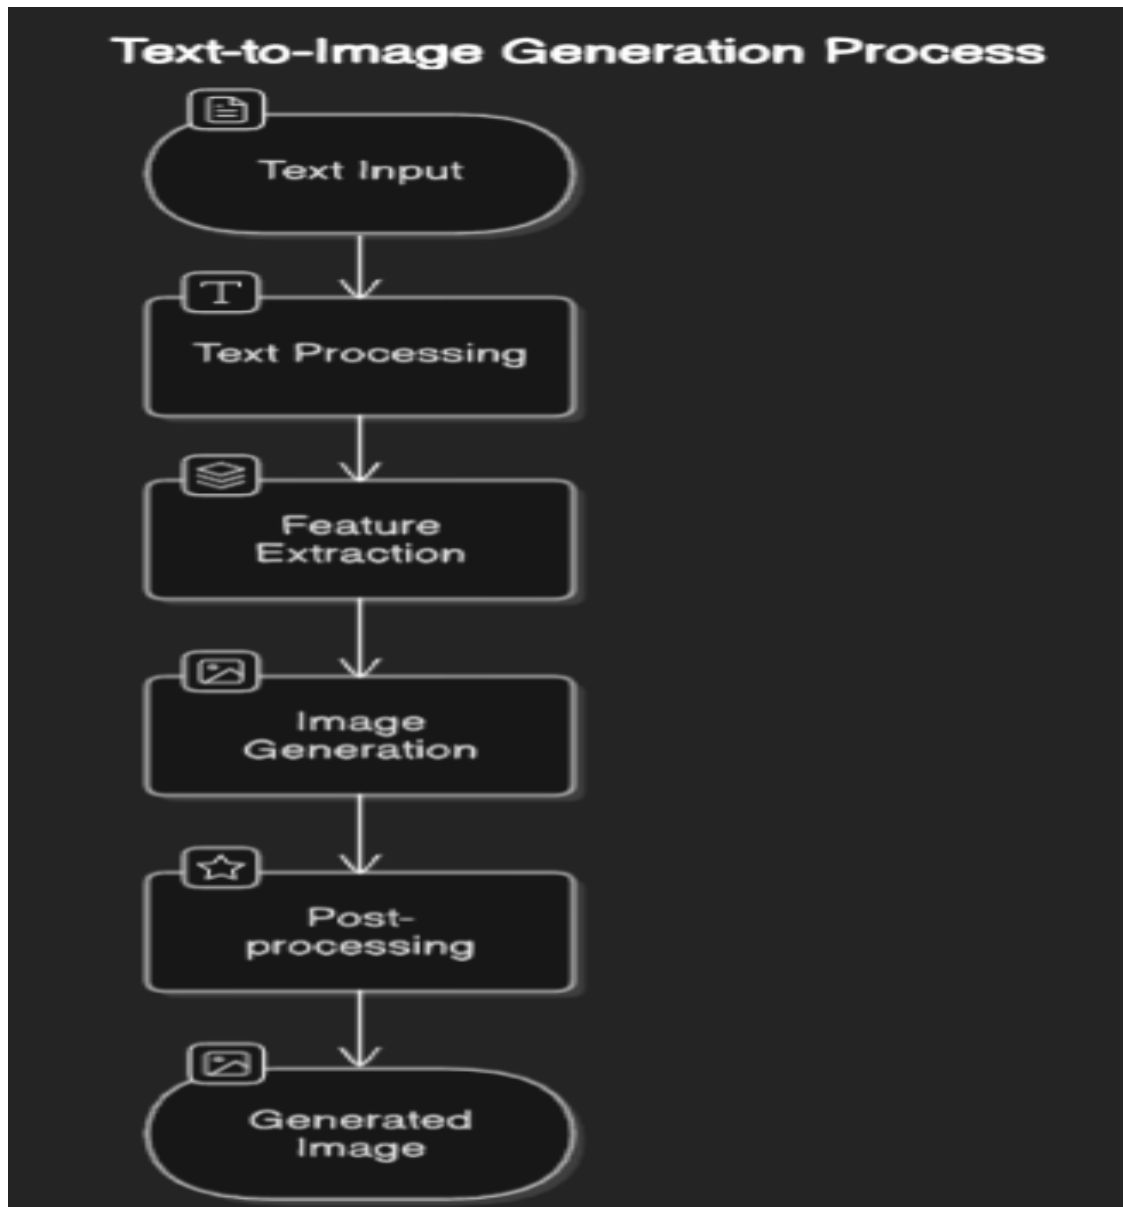 Text-to-Image Generation Process
Text Input
Text Processing
Feature
Extraction
Image
Generation
Post-
processing
Generated
Image